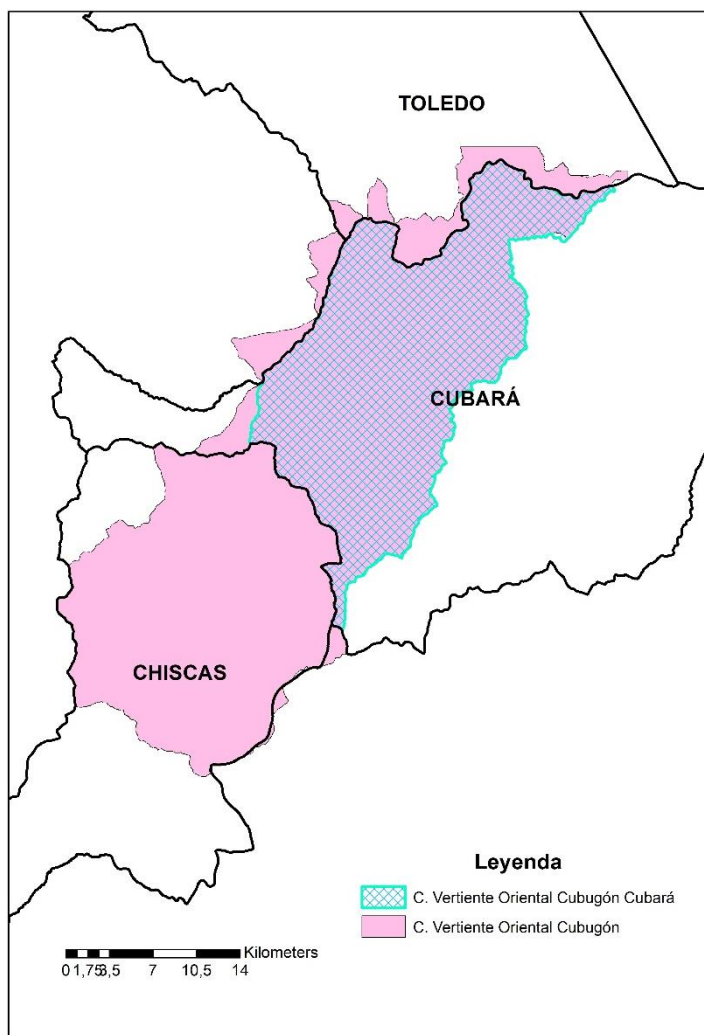 TOLEDO
CUBARÁ
CHISCAS
Leyenda
C. Vertiente Oriental Cubugón Cubará
C. Vertiente Oriental Cubugón
Kilometers
0 1,75 3,5 7 10,5 14